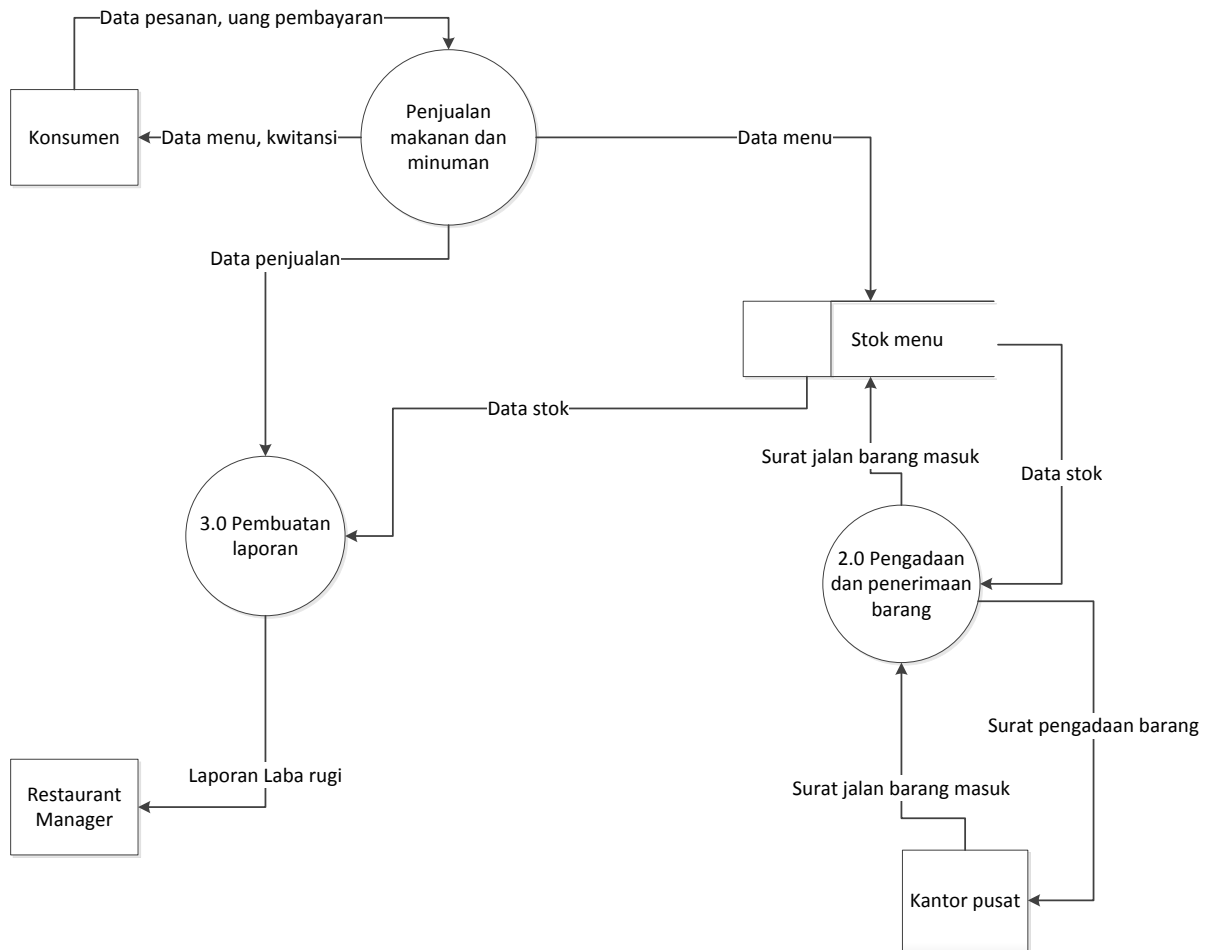 Data pesanan, uang pembayaran
Konsumen
Data menu, kwitansi
Penjualan
makanan dan
minuman
Data menu
Data penjualan
Stok menu
Data stok
Surat jalan barang masuk
Data stok
3.0 Pembuatan
laporan
2.0 Pengadaan
dan penerimaan
barang
Surat pengadaan barang
Laporan Laba rugi
Restaurant
Manager
Surat jalan barang masuk
Kantor pusat